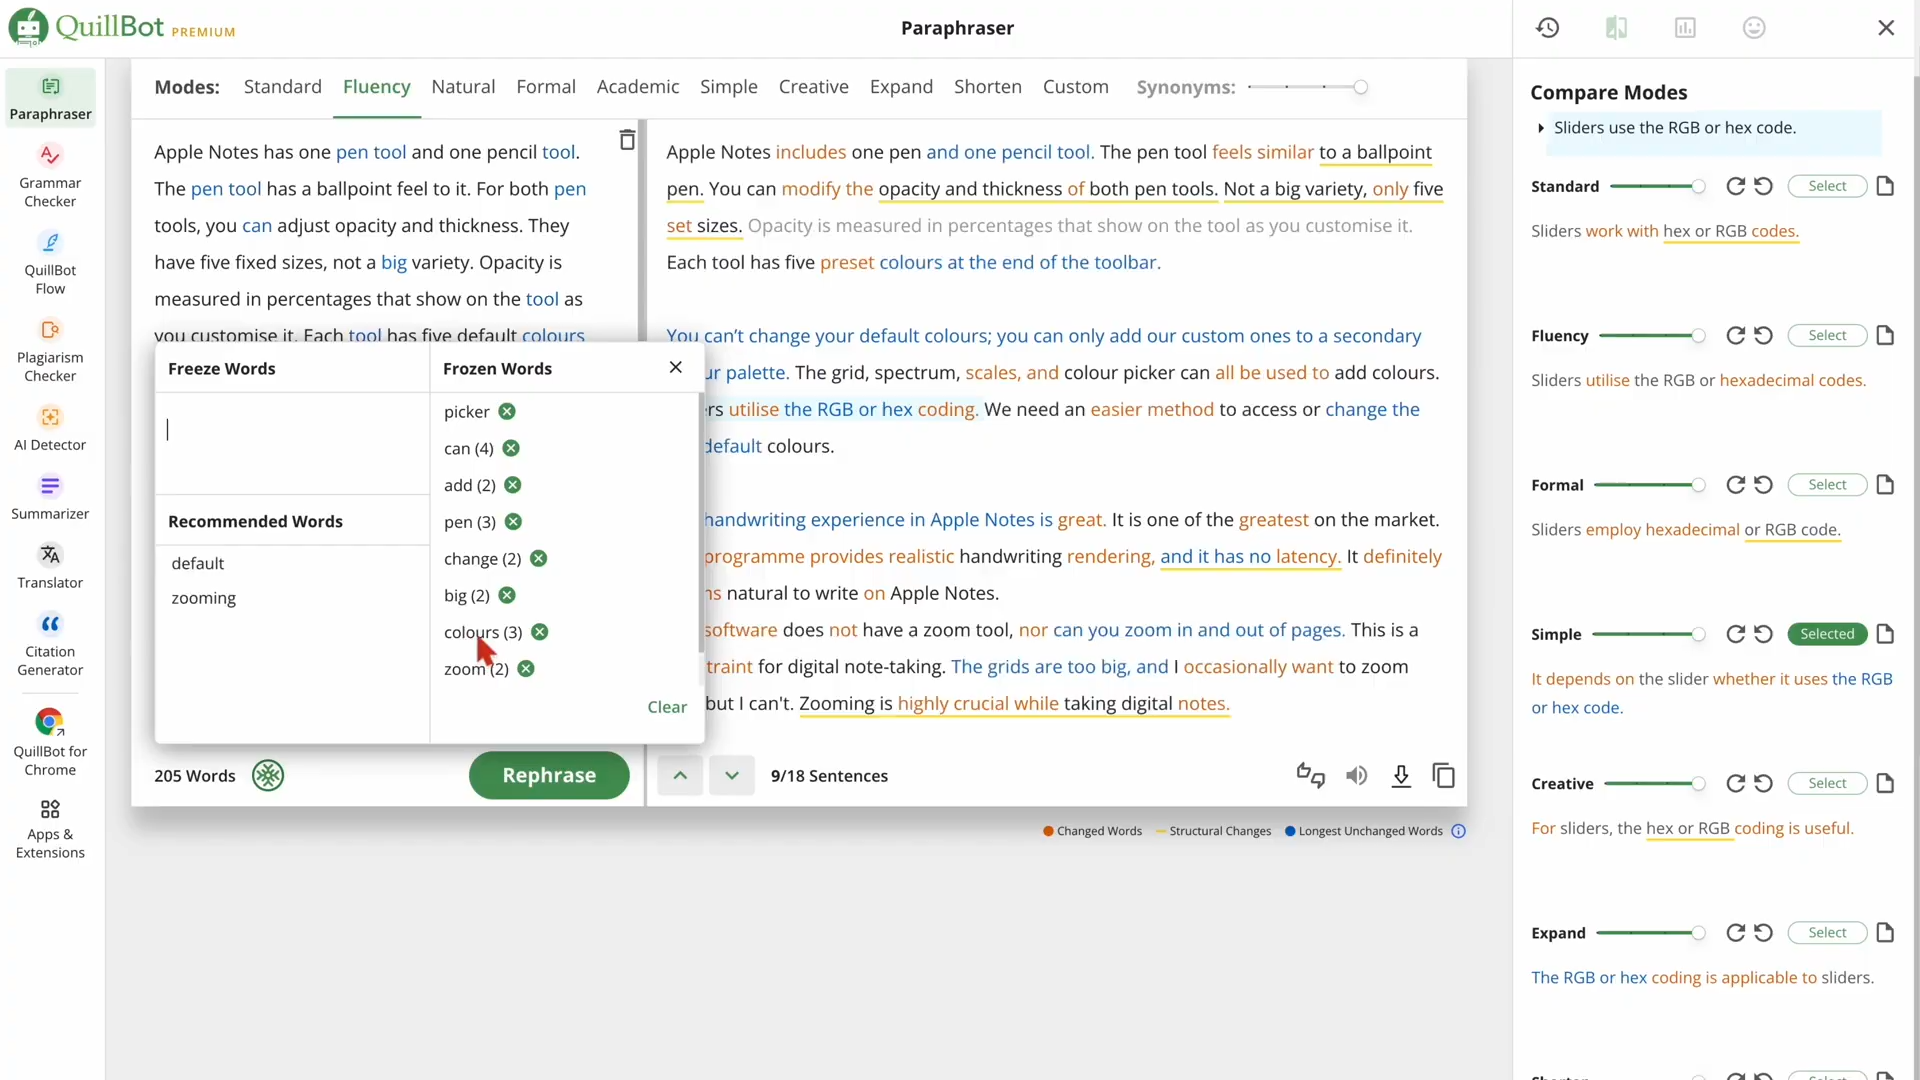 QuillBot PREMIUM
Paraphraser
Paraphraser
Grammar
Checker
QuillBot
Flow
Plagiarism
Checker
AI Detector
Summarizer
Translator
Citation
Generator
QuillBot for
Chrome
Apps &
Extensions
Modes: Standard Fluency Natural Formal Academic Simple Creative Expand Shorten Custom Synonyms:
Apple Notes has one pen tool and one pencil tool.
The pen tool has a ballpoint feel to it. For both pen
tools, you can adjust opacity and thickness. They
have five fixed sizes, not a big variety. Opacity is
measured in percentages that show on the tool as
you customise it. Each tool has five default colours
Freeze Words
Recommended Words
default
zooming
Frozen Words
picker
can (4)
add (2)
pen (3)
change (2)
big (2)
colours (3)
zoom (2)
Clear
205 Words
Rephrase
Apple Notes includes one pen and one pencil tool. The pen tool feels similar to a ballpoint
pen. You can modify the opacity and thickness of both pen tools. Not a big variety, only five
set sizes. Opacity is measured in percentages that show on the tool as you customise it.
Each tool has five preset colours at the end of the toolbar.
You can't change your default colours; you can only add our custom ones to a secondary
ur palette. The grid, spectrum, scales, and colour picker can all be used to add colours.
rs utilise the RGB or hex coding. We need an easier method to access or change the
default colours.
handwriting experience in Apple Notes is great. It is one of the greatest on the market.
programme provides realistic handwriting rendering, and it has no latency. It definitely
ns natural to write on Apple Notes.
software does not have a zoom tool, nor can you zoom in and out of pages. This is a
traint for digital note-taking. The grids are too big, and I occasionally want to zoom
but I can't. Zooming is highly crucial while taking digital notes.
9/18 Sentences
Changed Words Structural Changes Longest Unchanged Words
Compare Modes
Sliders use the RGB or hex code.
Standard Select
Sliders work with hex or RGB codes.
Fluency Select
Sliders utilise the RGB or hexadecimal codes.
Formal Select
Sliders employ hexadecimal or RGB code.
Simple Selected
It depends on the slider whether it uses the RGB
or hex code.
Creative Select
For sliders, the hex or RGB coding is useful.
Expand Select
The RGB or hex coding is applicable to sliders.